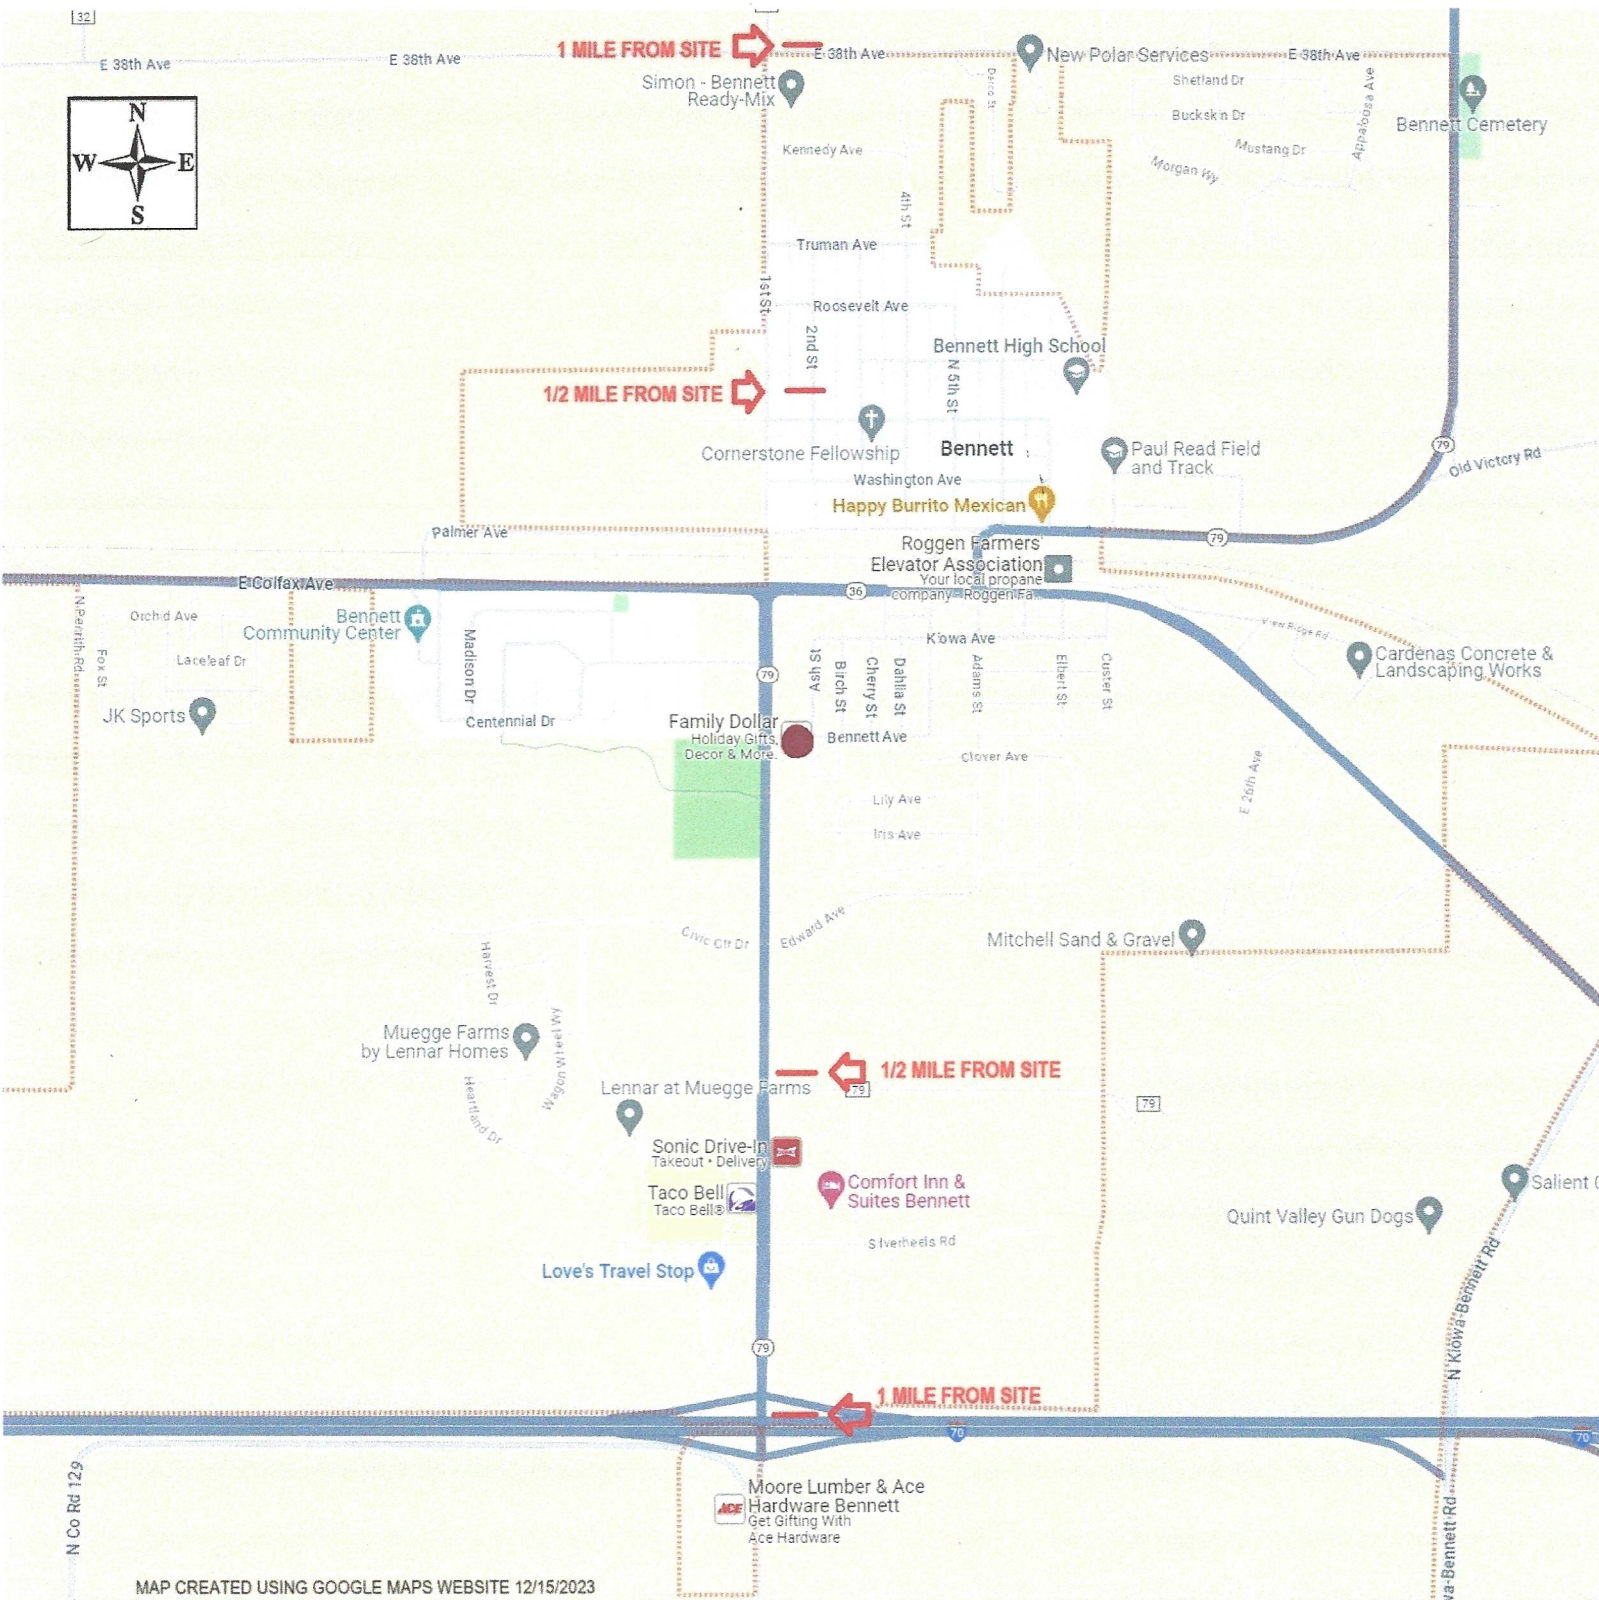 32
1 MILE FROM SITE
E 38th Ave
E 38th Ave
E 38th Ave
E 38th Ave
New Polar Services
Simon - Bennett
Ready-Mix
Dacco St
Shetland Dr
Buckskin Dr
Appaloosa Ave
Bennett Cemetery
N
W
E
S
Kennedy Ave
Mustang Dr
Morgan Wy
4th St
Truman Ave
1st St
Roosevelt Ave
2nd St
Bennett High School
N 5th St
1/2 MILE FROM SITE
Cornerstone Fellowship
Bennett
Paul Read Field
and Track
79
Old Victory Rd
Washington Ave
Happy Burrito Mexican
Palmer Ave
79
Roggen Farmers'
Elevator Association
Your local propane
company - Roggen Fa...
E Colfax Ave
36
N Penrith Rd
Orchid Ave
Bennett
Community Center
Kiowa Ave
View Ridge Rd
Fox St
Laceleaf Dr
Madison Dr
79
Ash St
Birch St
Cherry St
Dahlia St
Adams St
Elbert St
Custer St
Cardenas Concrete &
Landscaping Works
JK Sports
Centennial Dr
Family Dollar
Holiday Gifts,
Decor & More.
Bennett Ave
Clover Ave
E 26th Ave
Lily Ave
Iris Ave
Civic Ctr Dr
Edward Ave
Mitchell Sand & Gravel
Harvest Dr
Muegge Farms
by Lennar Homes
Wagon Wheel Wy
Heartland Dr
1/2 MILE FROM SITE
Lennar at Muegge Farms
79
79
Sonic Drive-In
Takeout • Delivery
Taco Bell
Taco Bell®
Comfort Inn &
Suites Bennett
Salient
Quint Valley Gun Dogs
Silverheels Rd
Love's Travel Stop
N Kiowa-Bennett Rd
79
1 MILE FROM SITE
70
70
N Co Rd 129
ACE
Moore Lumber & Ace
Hardware Bennett
Get Gifting With
Ace Hardware
wa-Bennett Rd
MAP CREATED USING GOOGLE MAPS WEBSITE 12/15/2023